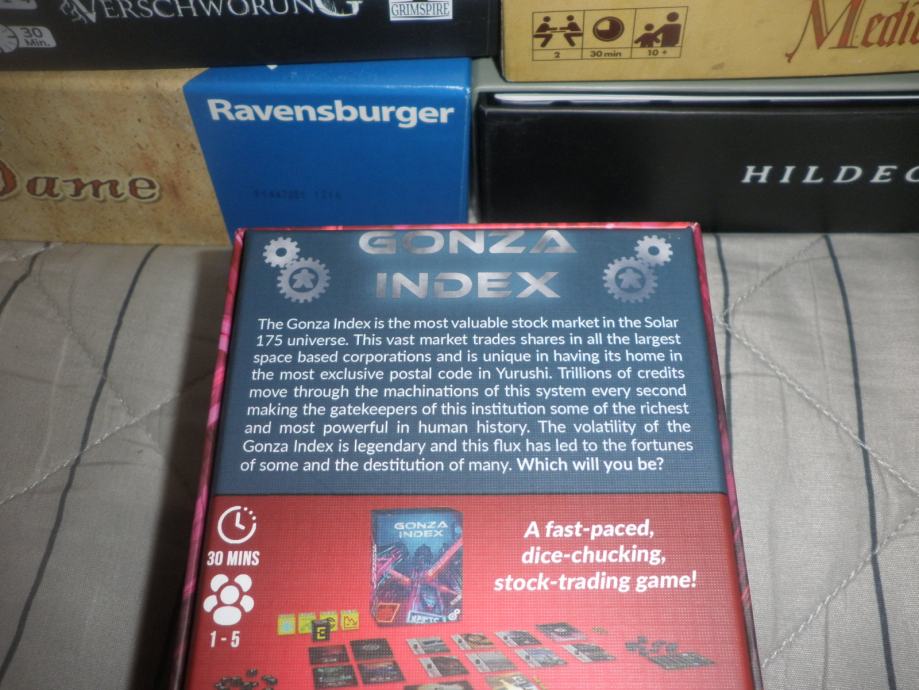 VERSCHWÖRUNG
GRIMSPIRE
30
Min.
2 30 min 10+
Ravensburger
ame
HILDEG
GONZA
INDEX
The Gonza Index is the most valuable stock market in the Solar
175 universe. This vast market trades shares in all the largest
space based corporations and is unique in having its home in
the most exclusive postal code in Yurushi. Trillions of credits
move through the machinations of this system every second
making the gatekeepers of this institution some of the richest
and most powerful in human history. The volatility of the
Gonza Index is legendary and this flux has led to the fortunes
of some and the destitution of many. Which will you be?
30 MINS
1 - 5
GONZA
INDEX
A fast-paced,
dice-chucking,
stock-trading game!